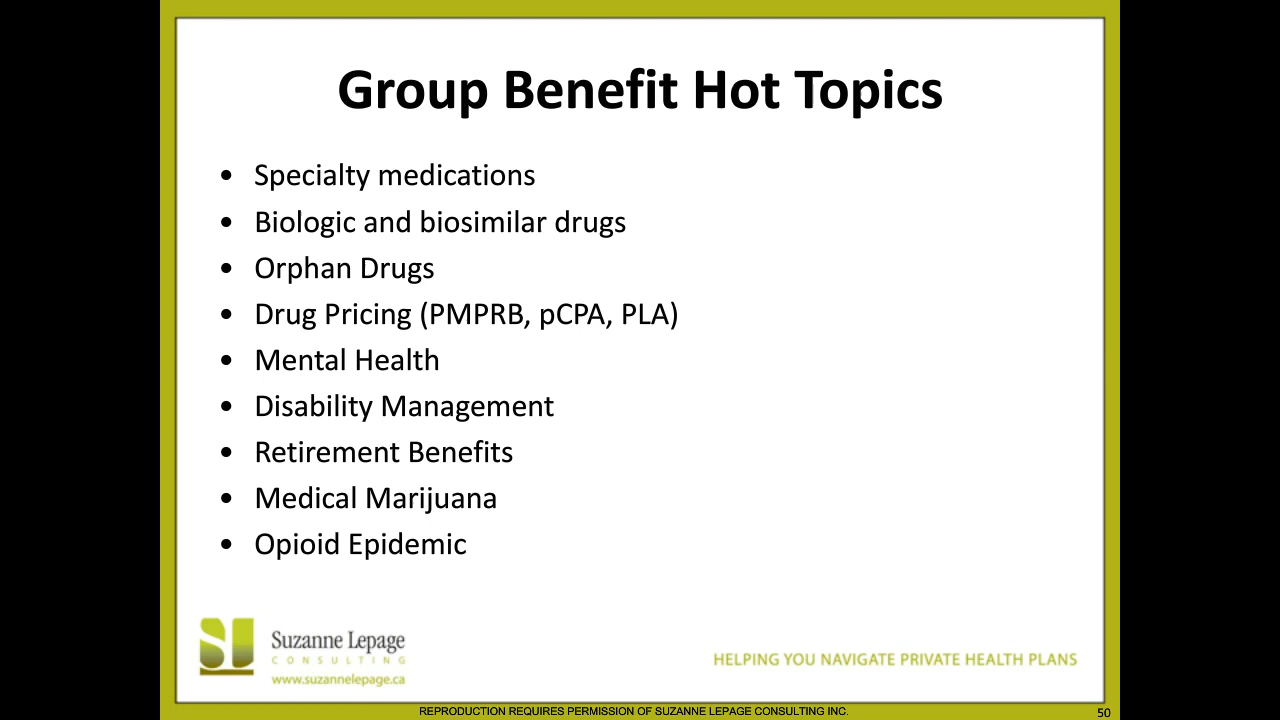 Group Benefit Hot Topics
• Specialty medications
• Biologic and biosimilar drugs
• Orphan Drugs
• Drug Pricing (PMPRB, pCPA, PLA)
• Mental Health
• Disability Management
• Retirement Benefits
• Medical Marijuana
• Opioid Epidemic
SL
Suzanne Lepage
CONSULTING
www.suzannelepage.ca
HELPING YOU NAVIGATE PRIVATE HEALTH PLANS
REPRODUCTION REQUIRES PERMISSION OF SUZANNE LEPAGE CONSULTING INC.
50